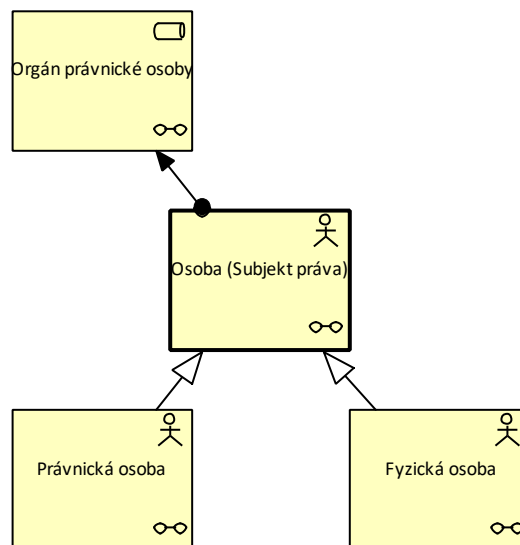 Orgán právnické osoby
Osoba (Subjekt práva)
Právnická osoba
Fyzická osoba